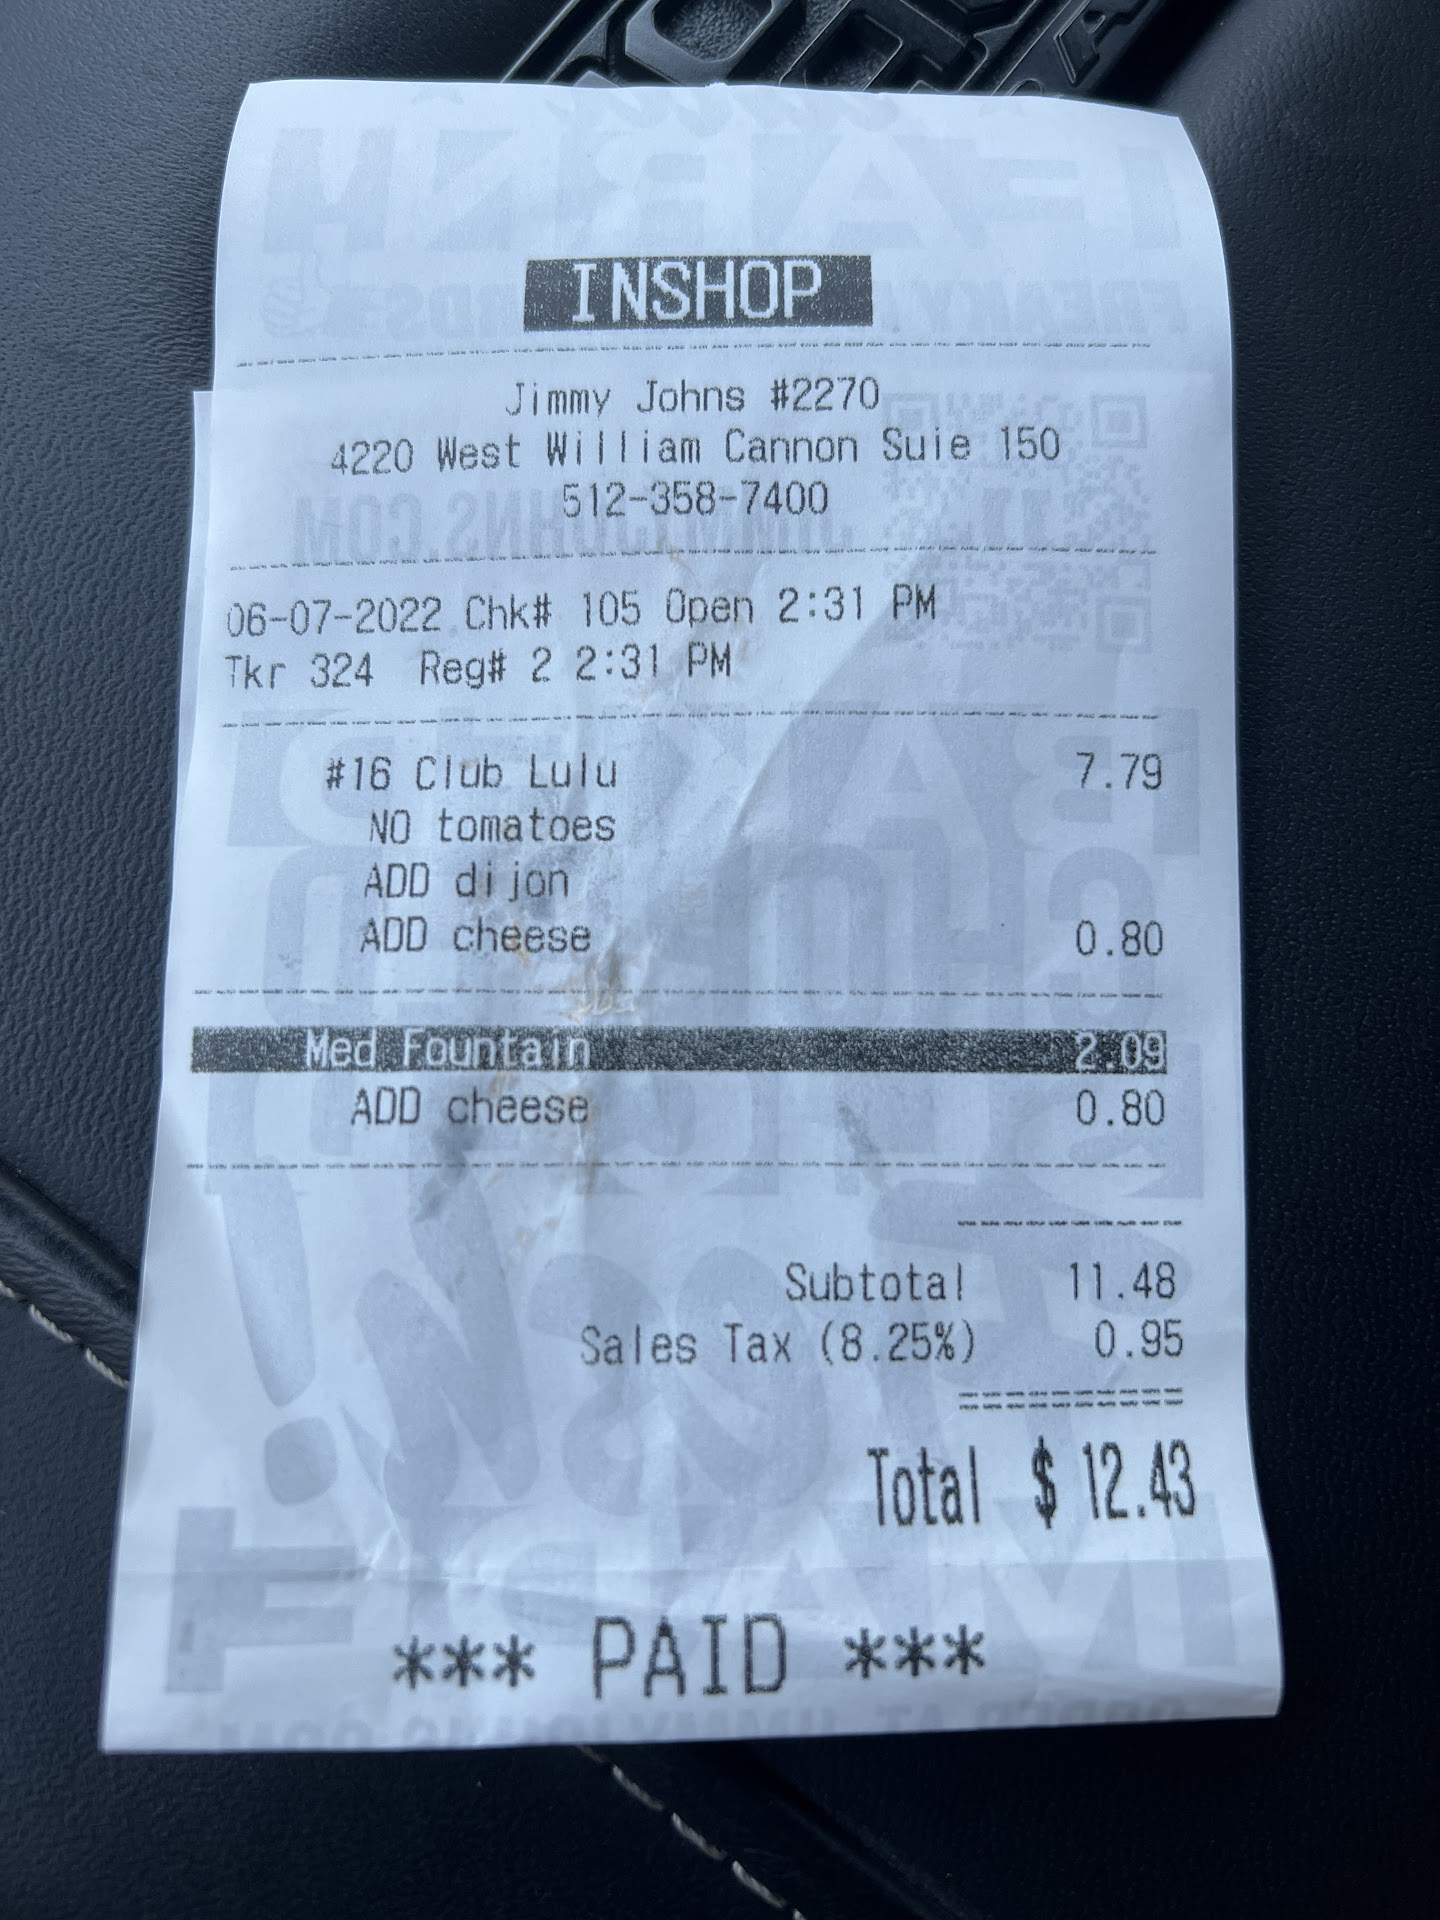 INSHOP
Jimmy Johns #2270
4220 West William Cannon Suie 150
512-358-7400
06-07-2022 Chk# 105 Open 2:31 PM
Tkr 324 Reg# 2 2:31 PM
#16 Club Lulu 7.79
NO tomatoes
ADD dijon
ADD cheese 0.80
Med Fountain 2.09
ADD cheese 0.80
Subtotal 11.48
Sales Tax (8.25%) 0.95
Total $ 12.43
*** PAID ***